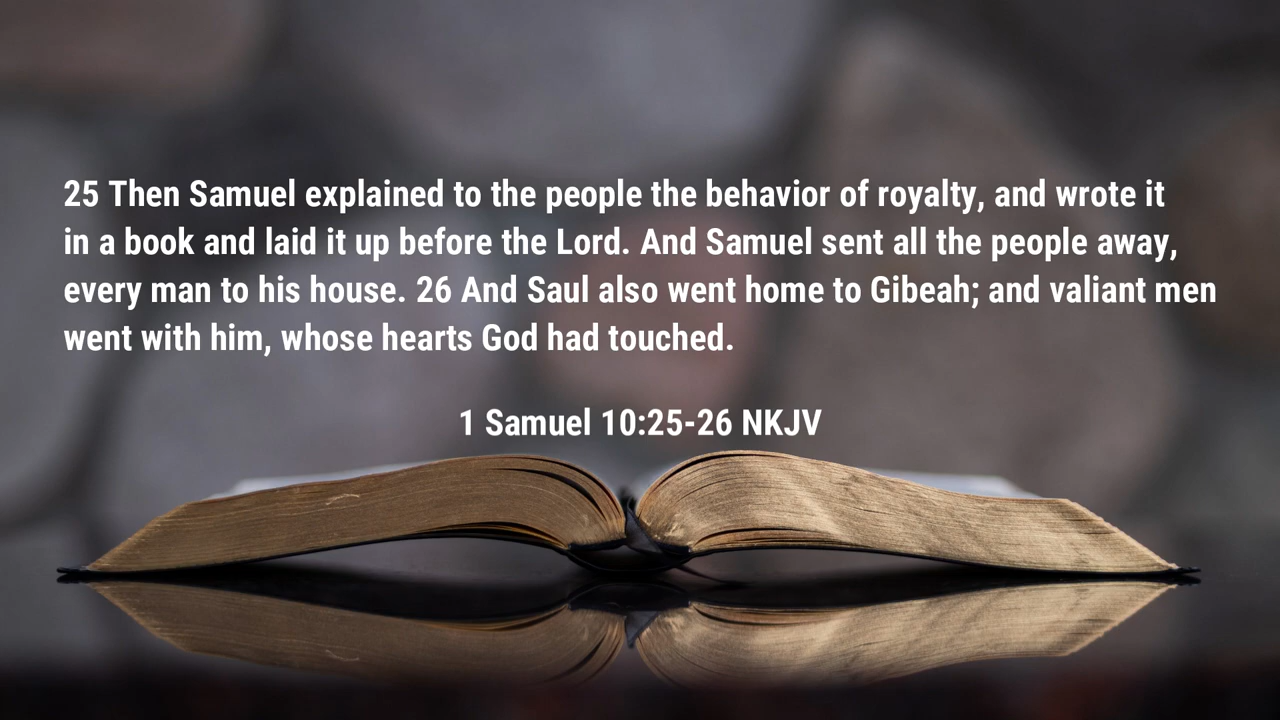 25 Then Samuel explained to the people the behavior of royalty, and wrote it
in a book and laid it up before the Lord. And Samuel sent all the people away,
every man to his house. 26 And Saul also went home to Gibeah; and valiant men
went with him, whose hearts God had touched.
1 Samuel 10:25-26 NKJV